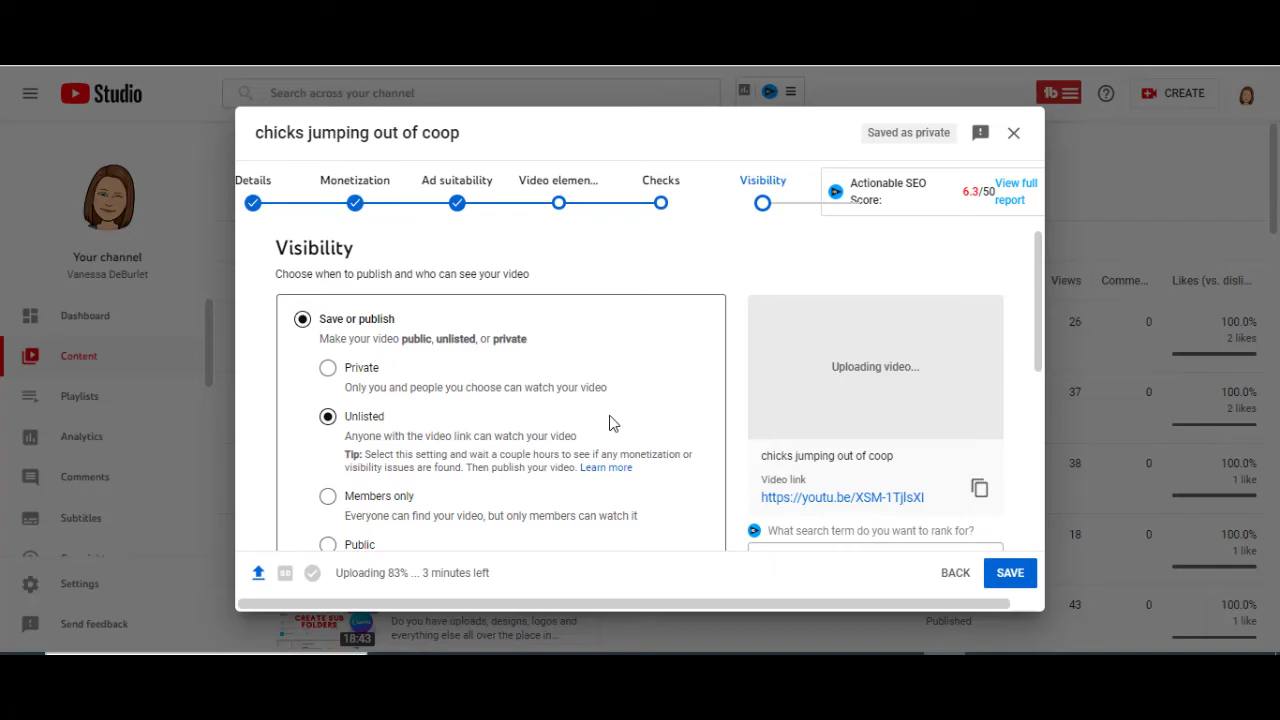 Studio
Search across your channel
CREATE
chicks jumping out of coop
Saved as private
Details
Monetization
Ad suitability
Video elemen...
Checks
Visibility
Actionable SEO
Score:
6.3/50
View full
report
Your channel
Vanessa DeBurlet
Dashboard
Content
Playlists
Analytics
Comments
Subtitles
Settings
Send feedback
Visibility
Choose when to publish and who can see your video
Save or publish
Make your video public, unlisted, or private
Private
Only you and people you choose can watch your video
Unlisted
Anyone with the video link can watch your video
Tip: Select this setting and wait a couple hours to see if any monetization or
visibility issues are found. Then publish your video. Learn more
Members only
Everyone can find your video, but only members can watch it
Public
Uploading video...
chicks jumping out of coop
Video link
https://youtu.be/XSM-1TjlsXI
What search term do you want to rank for?
Uploading 83% ... 3 minutes left
BACK
SAVE
Views
Comme...
Likes (vs. disli...
26
0
100.0%
2 likes
37
0
100.0%
2 likes
38
0
100.0%
1 like
18
0
100.0%
1 like
43
0
100.0%
1 like
CREATE SUB
FOLDERS
Canva
18:43
Do you have uploads, designs, logos and
everything else all over the place in...
Published